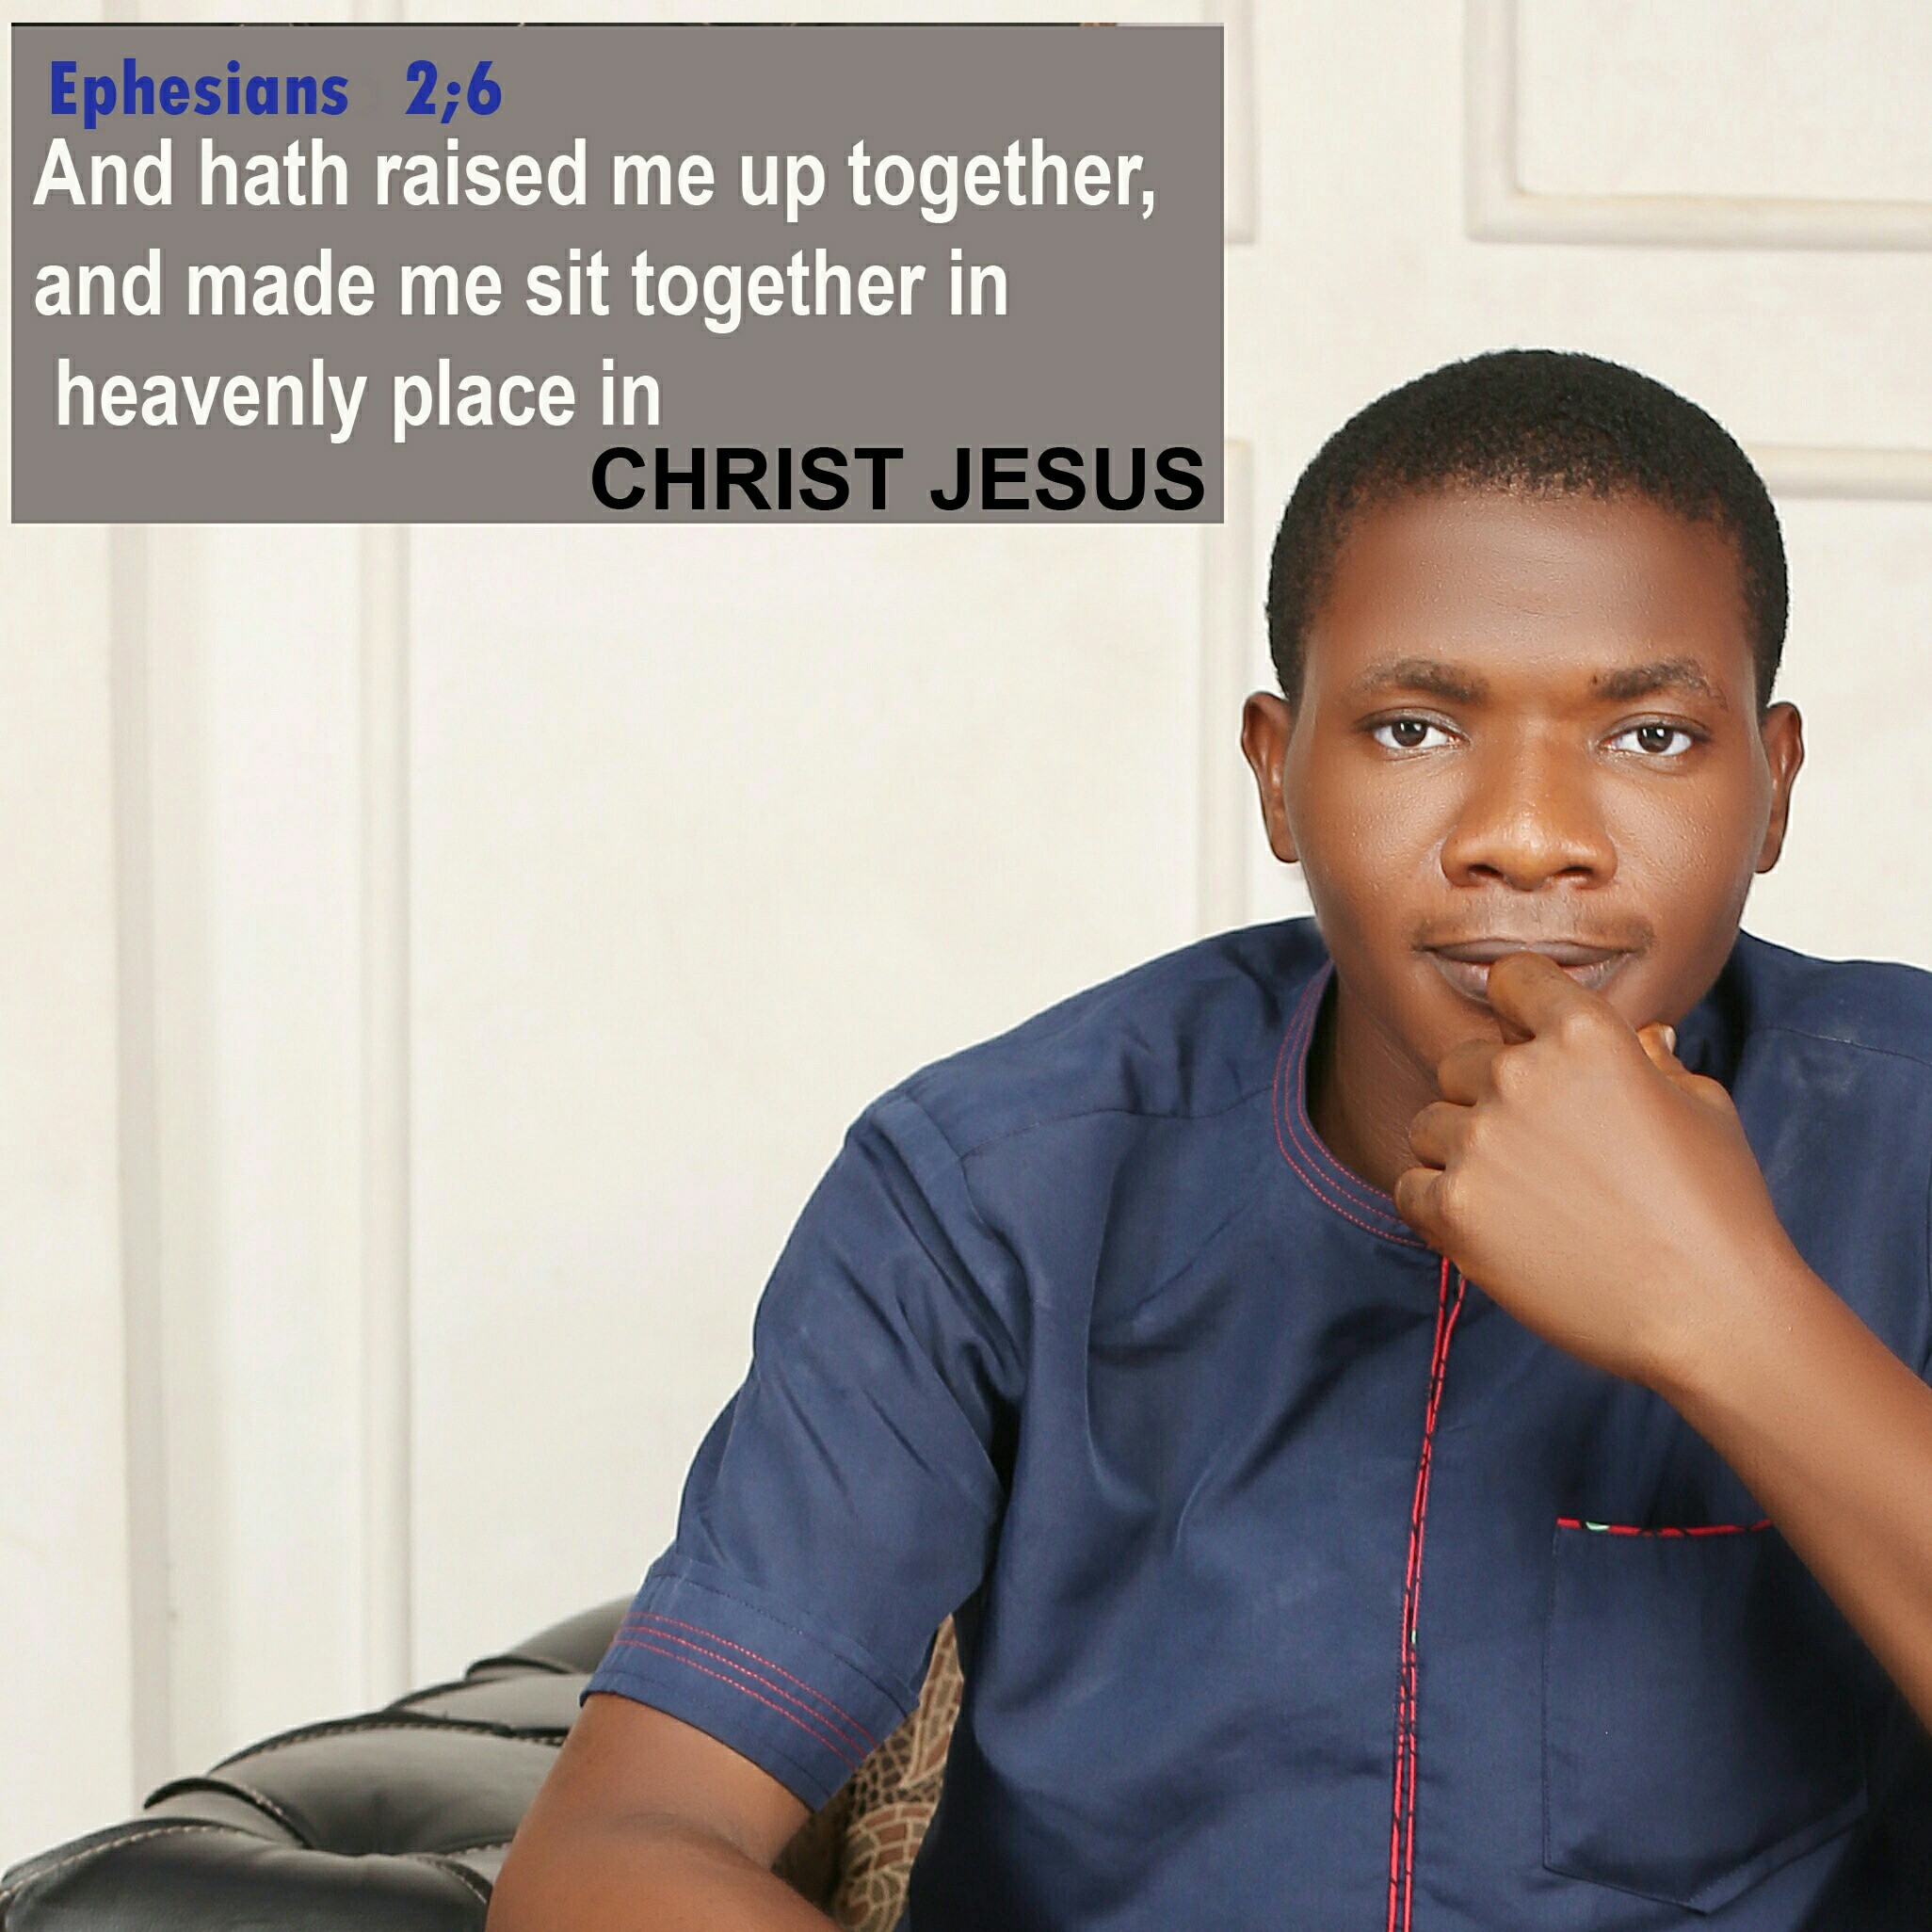 Ephesians 2;6
And hath raised me up together,
and made me sit together in
heavenly place in
CHRIST JESUS